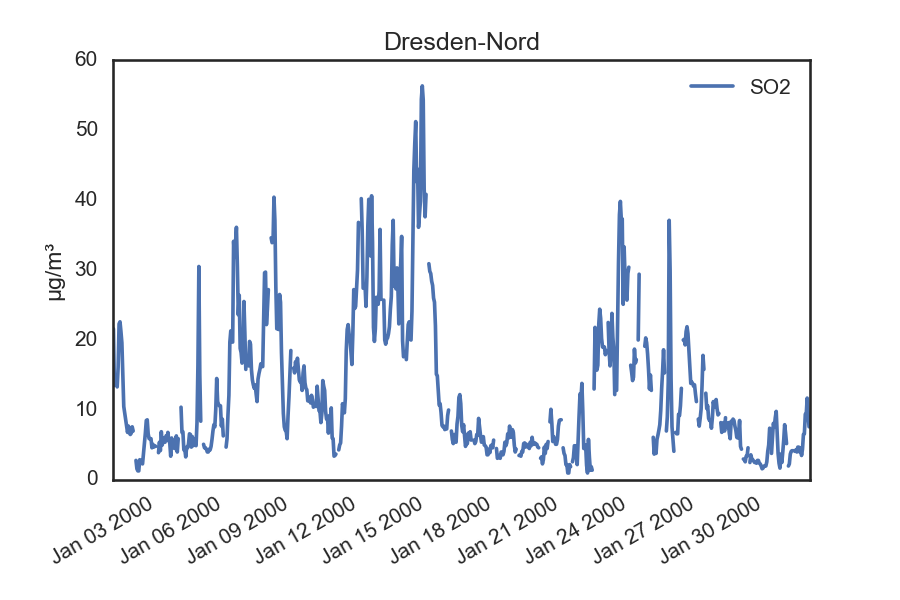 Dresden-Nord
60
50
40
30
20
10
0
µg/m³
SO2
Jan 03 2000
Jan 06 2000
Jan 09 2000
Jan 12 2000
Jan 15 2000
Jan 18 2000
Jan 21 2000
Jan 24 2000
Jan 27 2000
Jan 30 2000